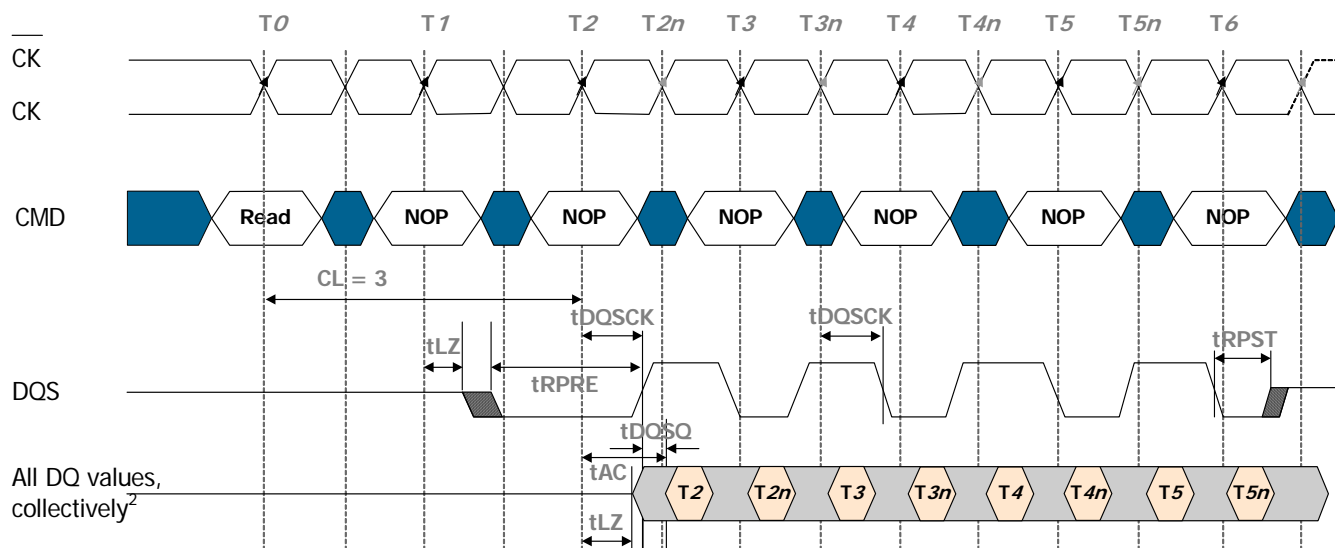 T0 T1 T2 T2n T3 T3n T4 T4n T5 T5n T6
CK
CK
CMD Read NOP NOP NOP NOP NOP NOP
CL = 3
tDQSCK tDQSCK
tLZ tRPST
tRPRE
DQS
tDQSQ
tAC
All DQ values,
collectively2
T2 T2n T3 T3n T4 T4n T5 T5n
tLZ